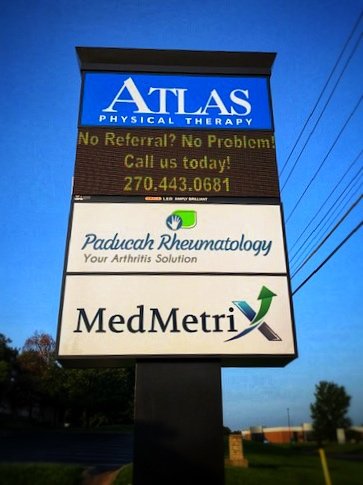 ATLAS
PHYSICAL THERAPY
No Referral? No Problem!
Call us today!
270.443.0681
Paducah Rheumatology
Your Arthritis Solution
MedMetriX